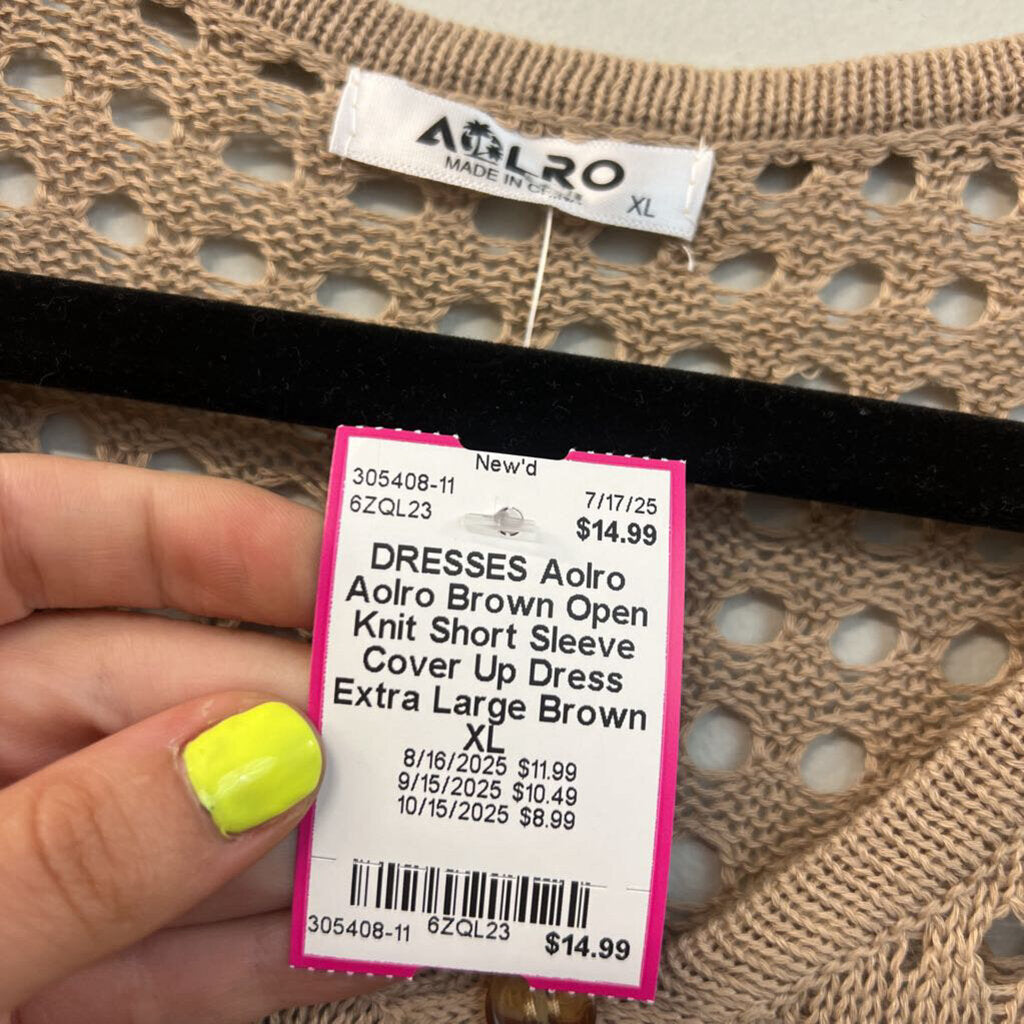 AOLRO
MADE IN CHINA
XL
New'd
305408-11
7/17/25
6ZQL23
$14.99
DRESSES Aolro
Aolro Brown Open
Knit Short Sleeve
Cover Up Dress
Extra Large Brown
XL
8/16/2025 $11.99
9/15/2025 $10.49
10/15/2025 $8.99
305408-11 6ZQL23 $14.99